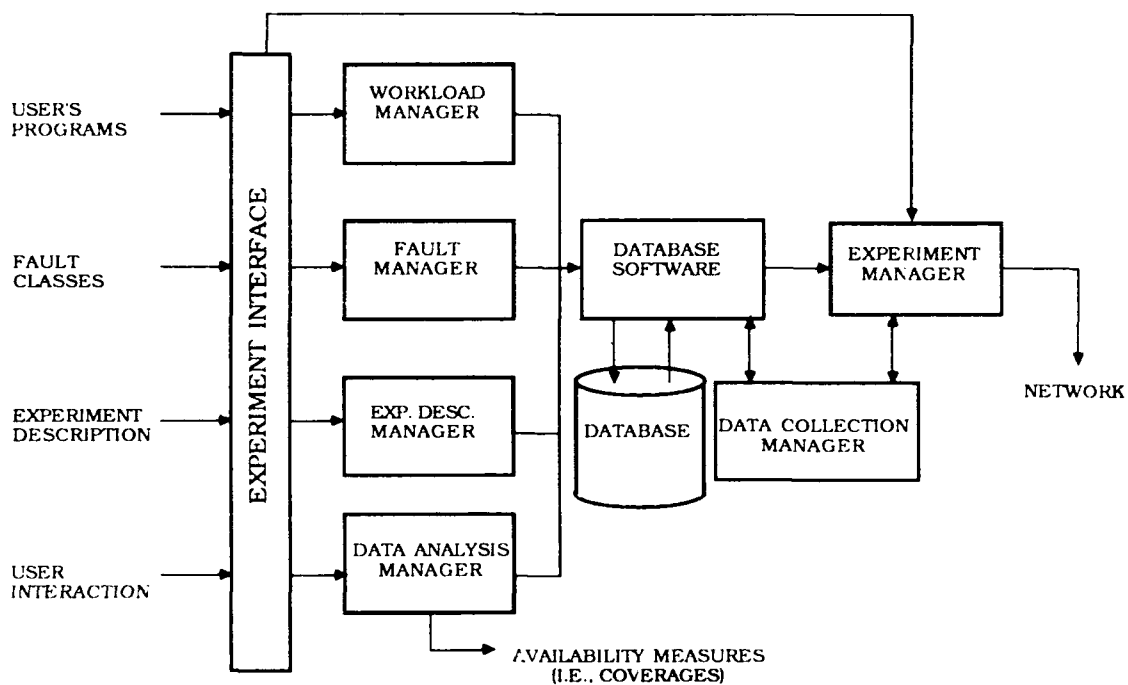 USER'S
PROGRAMS
FAULT
CLASSES
EXPERIMENT
DESCRIPTION
USER
INTERACTION
EXPERIMENT INTERFACE
WORKLOAD
MANAGER
FAULT
MANAGER
EXP. DESC.
MANAGER
DATA ANALYSIS
MANAGER
AVAILABILITY MEASURES
(I.E., COVERAGES)
DATABASE
SOFTWARE
DATABASE
EXPERIMENT
MANAGER
DATA COLLECTION
MANAGER
NETWORK